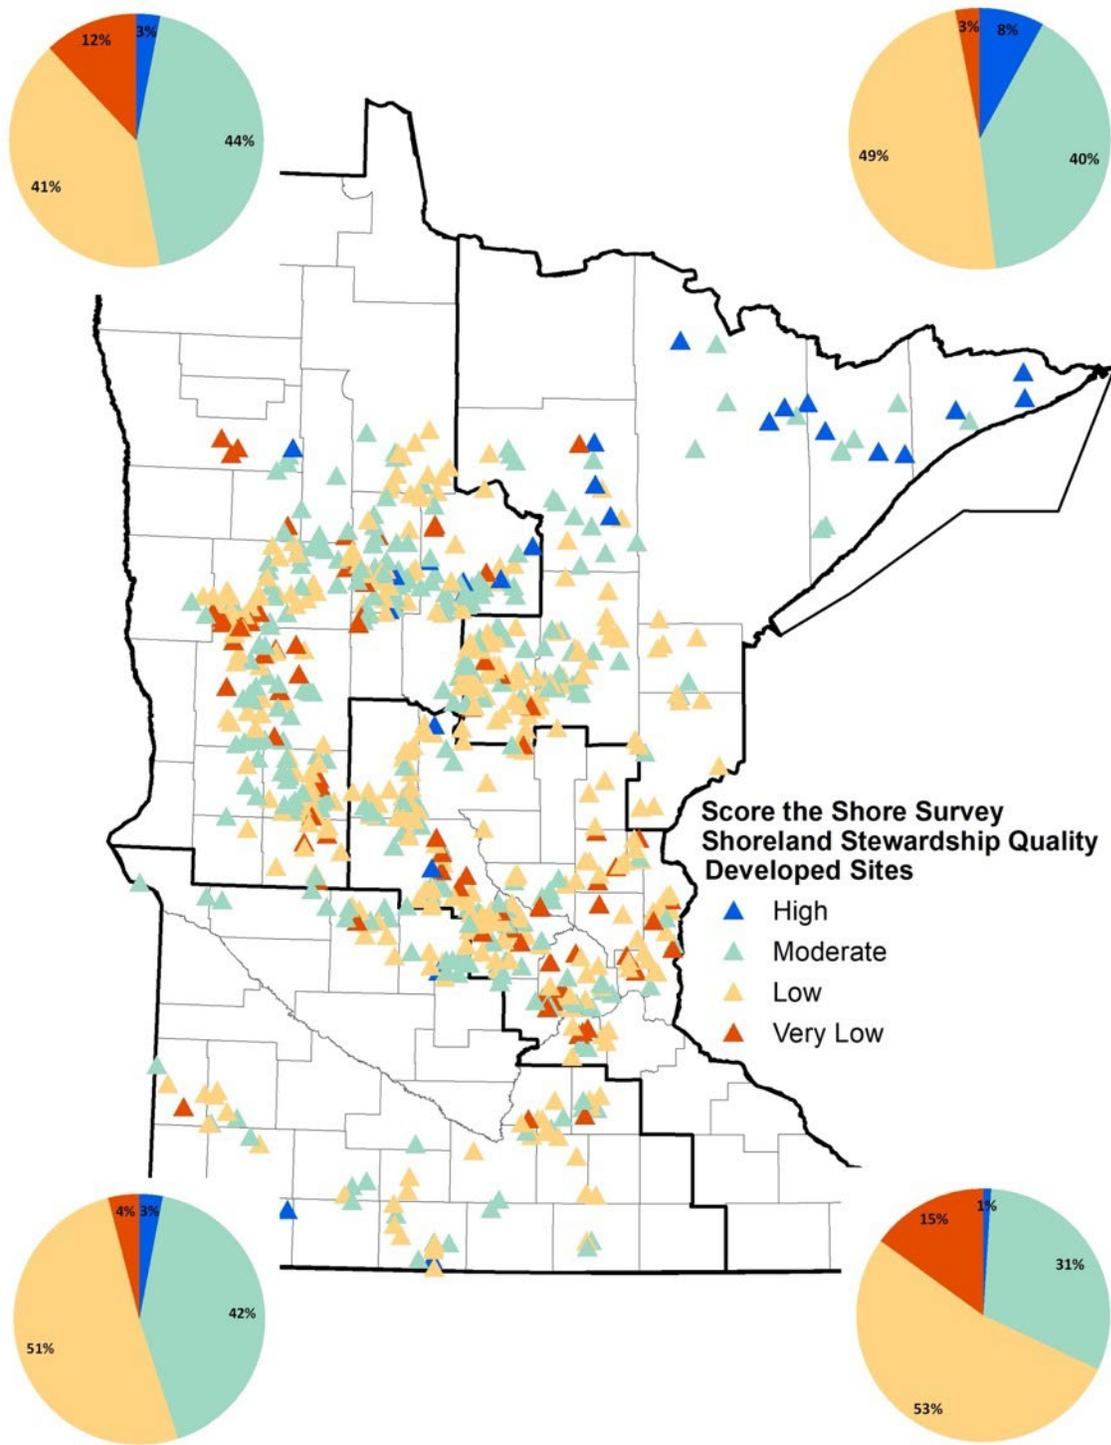 12%
3%
44%
41%
3%
8%
49%
40%
Score the Shore Survey
Shoreland Stewardship Quality
Developed Sites
High
Moderate
Low
Very Low
4%
3%
42%
51%
1%
15%
31%
53%